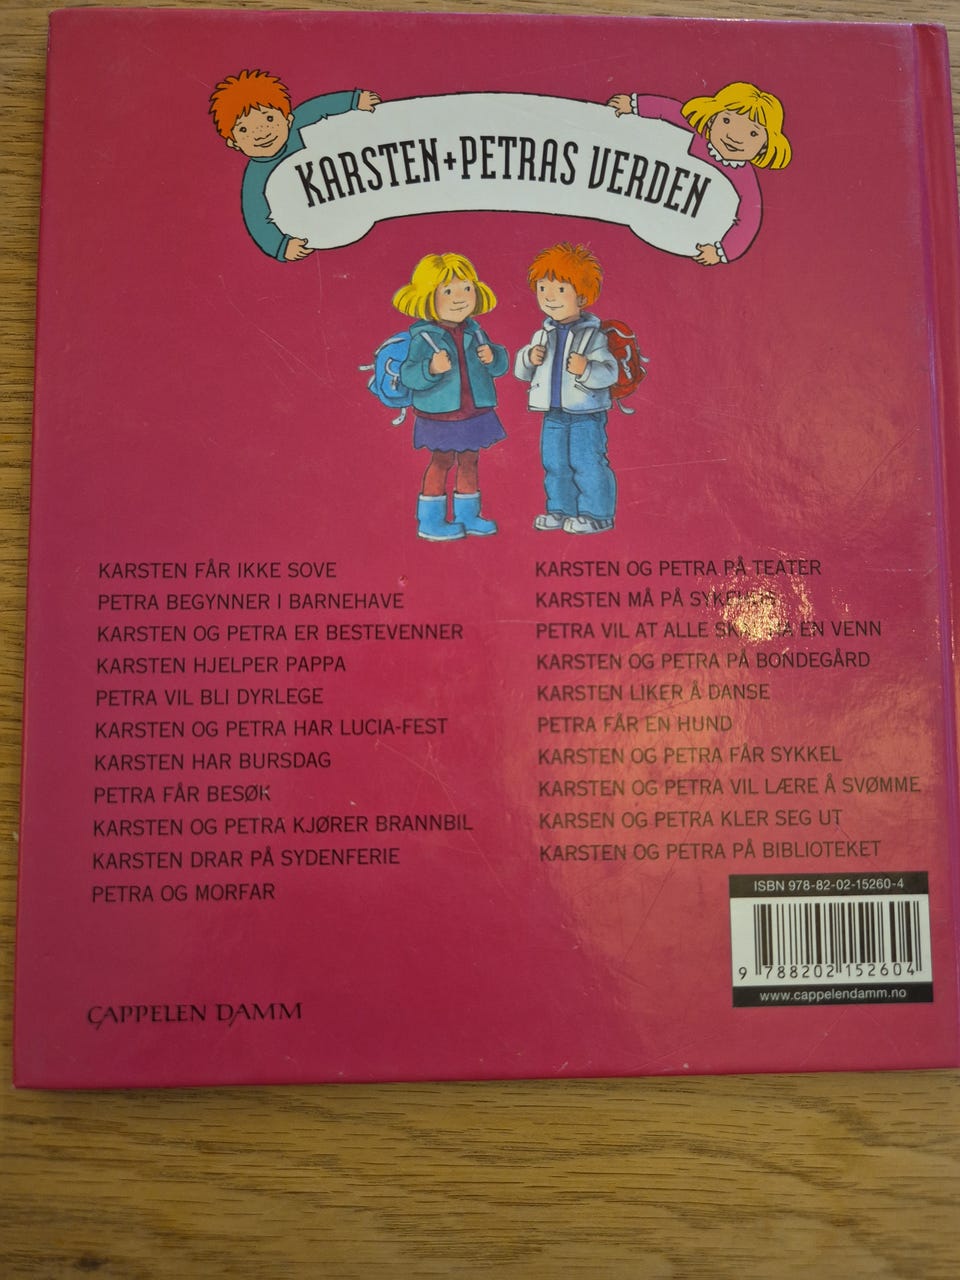 KARSTEN+PETRAS VERDEN
KARSTEN FÅR IKKE SOVE
PETRA BEGYNNER I BARNEHAVE
KARSTEN OG PETRA ER BESTEVENNER
KARSTEN HJELPER PAPPA
PETRA VIL BLI DYRLEGE
KARSTEN OG PETRA HAR LUCIA-FEST
KARSTEN HAR BURSDAG
PETRA FÅR BESØK
KARSTEN OG PETRA KJØRER BRANNBIL
KARSTEN DRAR PÅ SYDENFERIE
PETRA OG MORFAR
KARSTEN OG PETRA PÅ TEATER
KARSTEN MÅ PÅ
PETRA VIL AT ALLE EN VENN
KARSTEN OG PETRA PÅ BONDEGÅRD
KARSTEN LIKER Å DANSE
PETRA FÅR EN HUND
KARSTEN OG PETRA FÅR SYKKEL
KARSTEN OG PETRA VIL LÆRE Å SVØMME
KARSEN OG PETRA KLER SEG UT
KARSTEN OG PETRA PÅ BIBLIOTEKET
ISBN 978-82-02-15260-4
9 788202 152604
www.cappelendamm.no
CAPPELEN DAMM